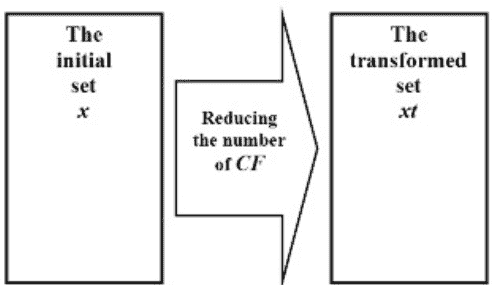 The
initial
set
x
Reducing
the number
of CF
The
transformed
set
xt